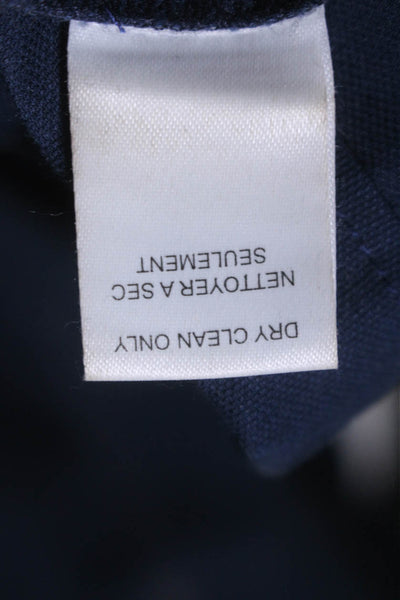 DRY CLEAN ONLY
NETTOYER A SEC
SEULEMENT